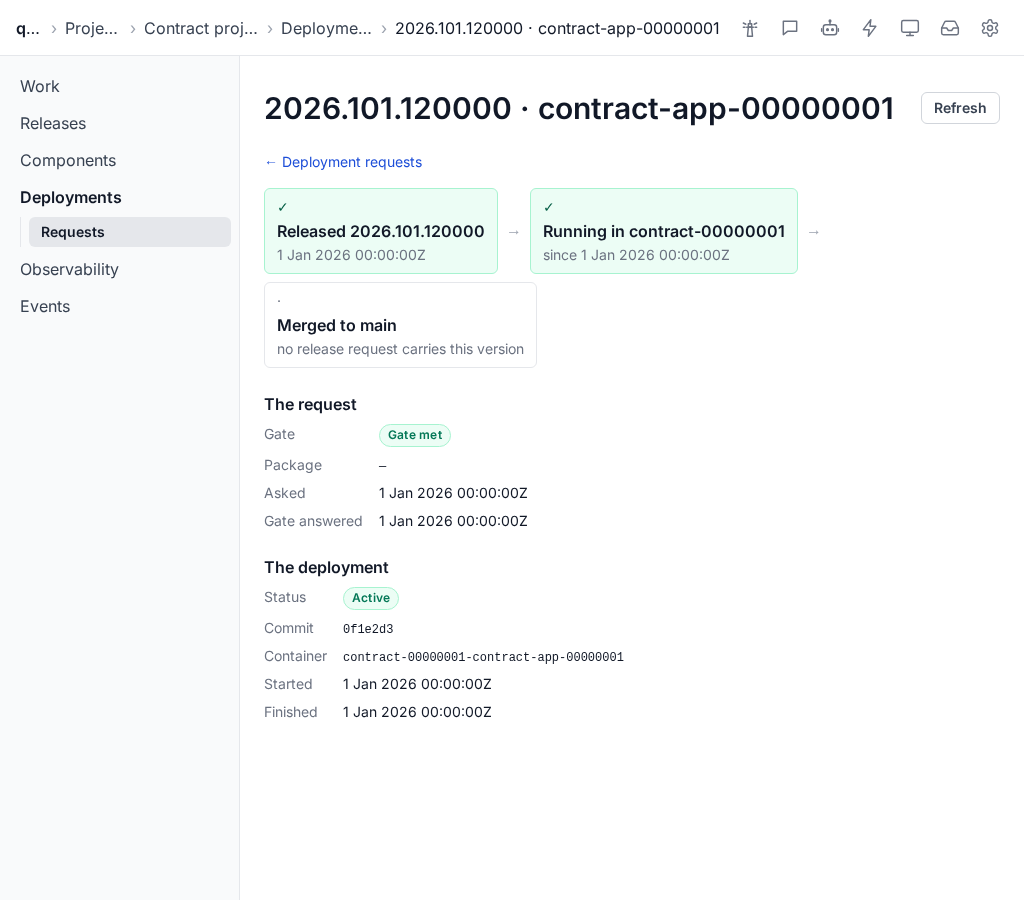 q... › Proje... › Contract proj... › Deployme... › 2026.101.120000 · contract-app-00000001
Work
Releases
Components
Deployments
Requests
Observability
Events
2026.101.120000 · contract-app-00000001
Refresh
← Deployment requests
✓
Released 2026.101.120000
1 Jan 2026 00:00:00Z
→
✓
Running in contract-00000001
since 1 Jan 2026 00:00:00Z
→
·
Merged to main
no release request carries this version
The request
Gate Gate met
Package —
Asked 1 Jan 2026 00:00:00Z
Gate answered 1 Jan 2026 00:00:00Z
The deployment
Status Active
Commit 0f1e2d3
Container contract-00000001-contract-app-00000001
Started 1 Jan 2026 00:00:00Z
Finished 1 Jan 2026 00:00:00Z